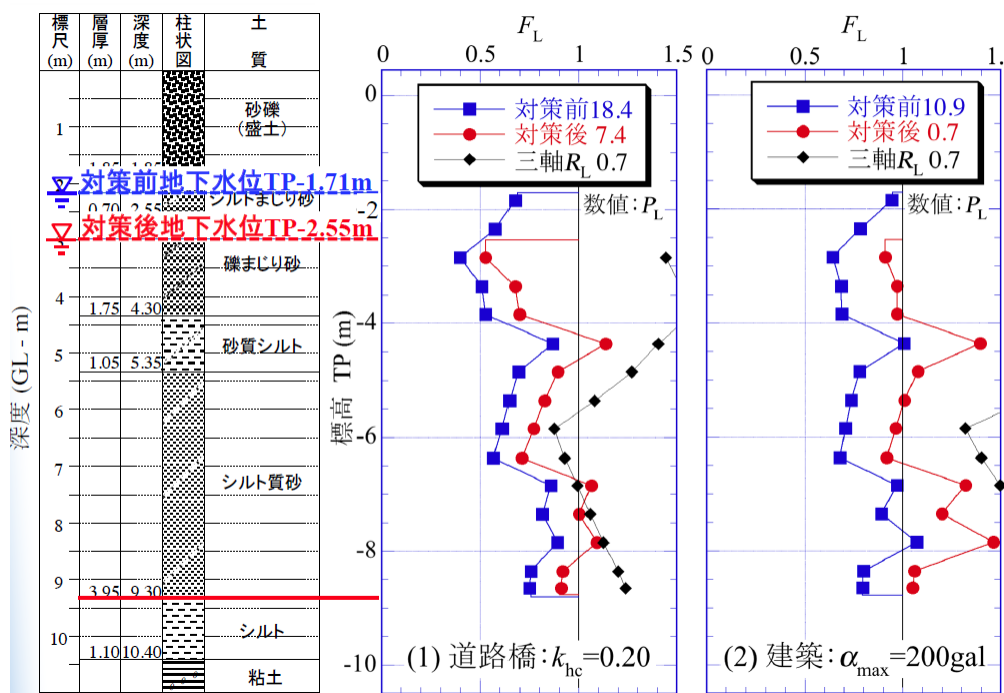 標尺(m) 層厚(m) 深度(m) 柱状図 土質
深度 (GL - m)
1
砂礫
(盛土)
対策前地下水位TP-1.71m
0.70 2.55
シルトまじり砂
対策後地下水位TP-2.55m
礫まじり砂
4
1.75 4.30
砂質シルト
5
1.05 5.35
6
7
シルト質砂
8
9
3.95 9.30
シルト
10
1.10 10.40
粘土
F_L
0 0.5 1 1.5
対策前18.4
対策後 7.4
三軸R_L 0.7
数値:P_L
標高 TP (m)
0
-2
-4
-6
-8
-10
(1) 道路橋:k_hc=0.20
F_L
0 0.5 1 1.
対策前10.9
対策後 0.7
三軸R_L 0.7
数値:P_L
(2) 建築:α_max=200gal